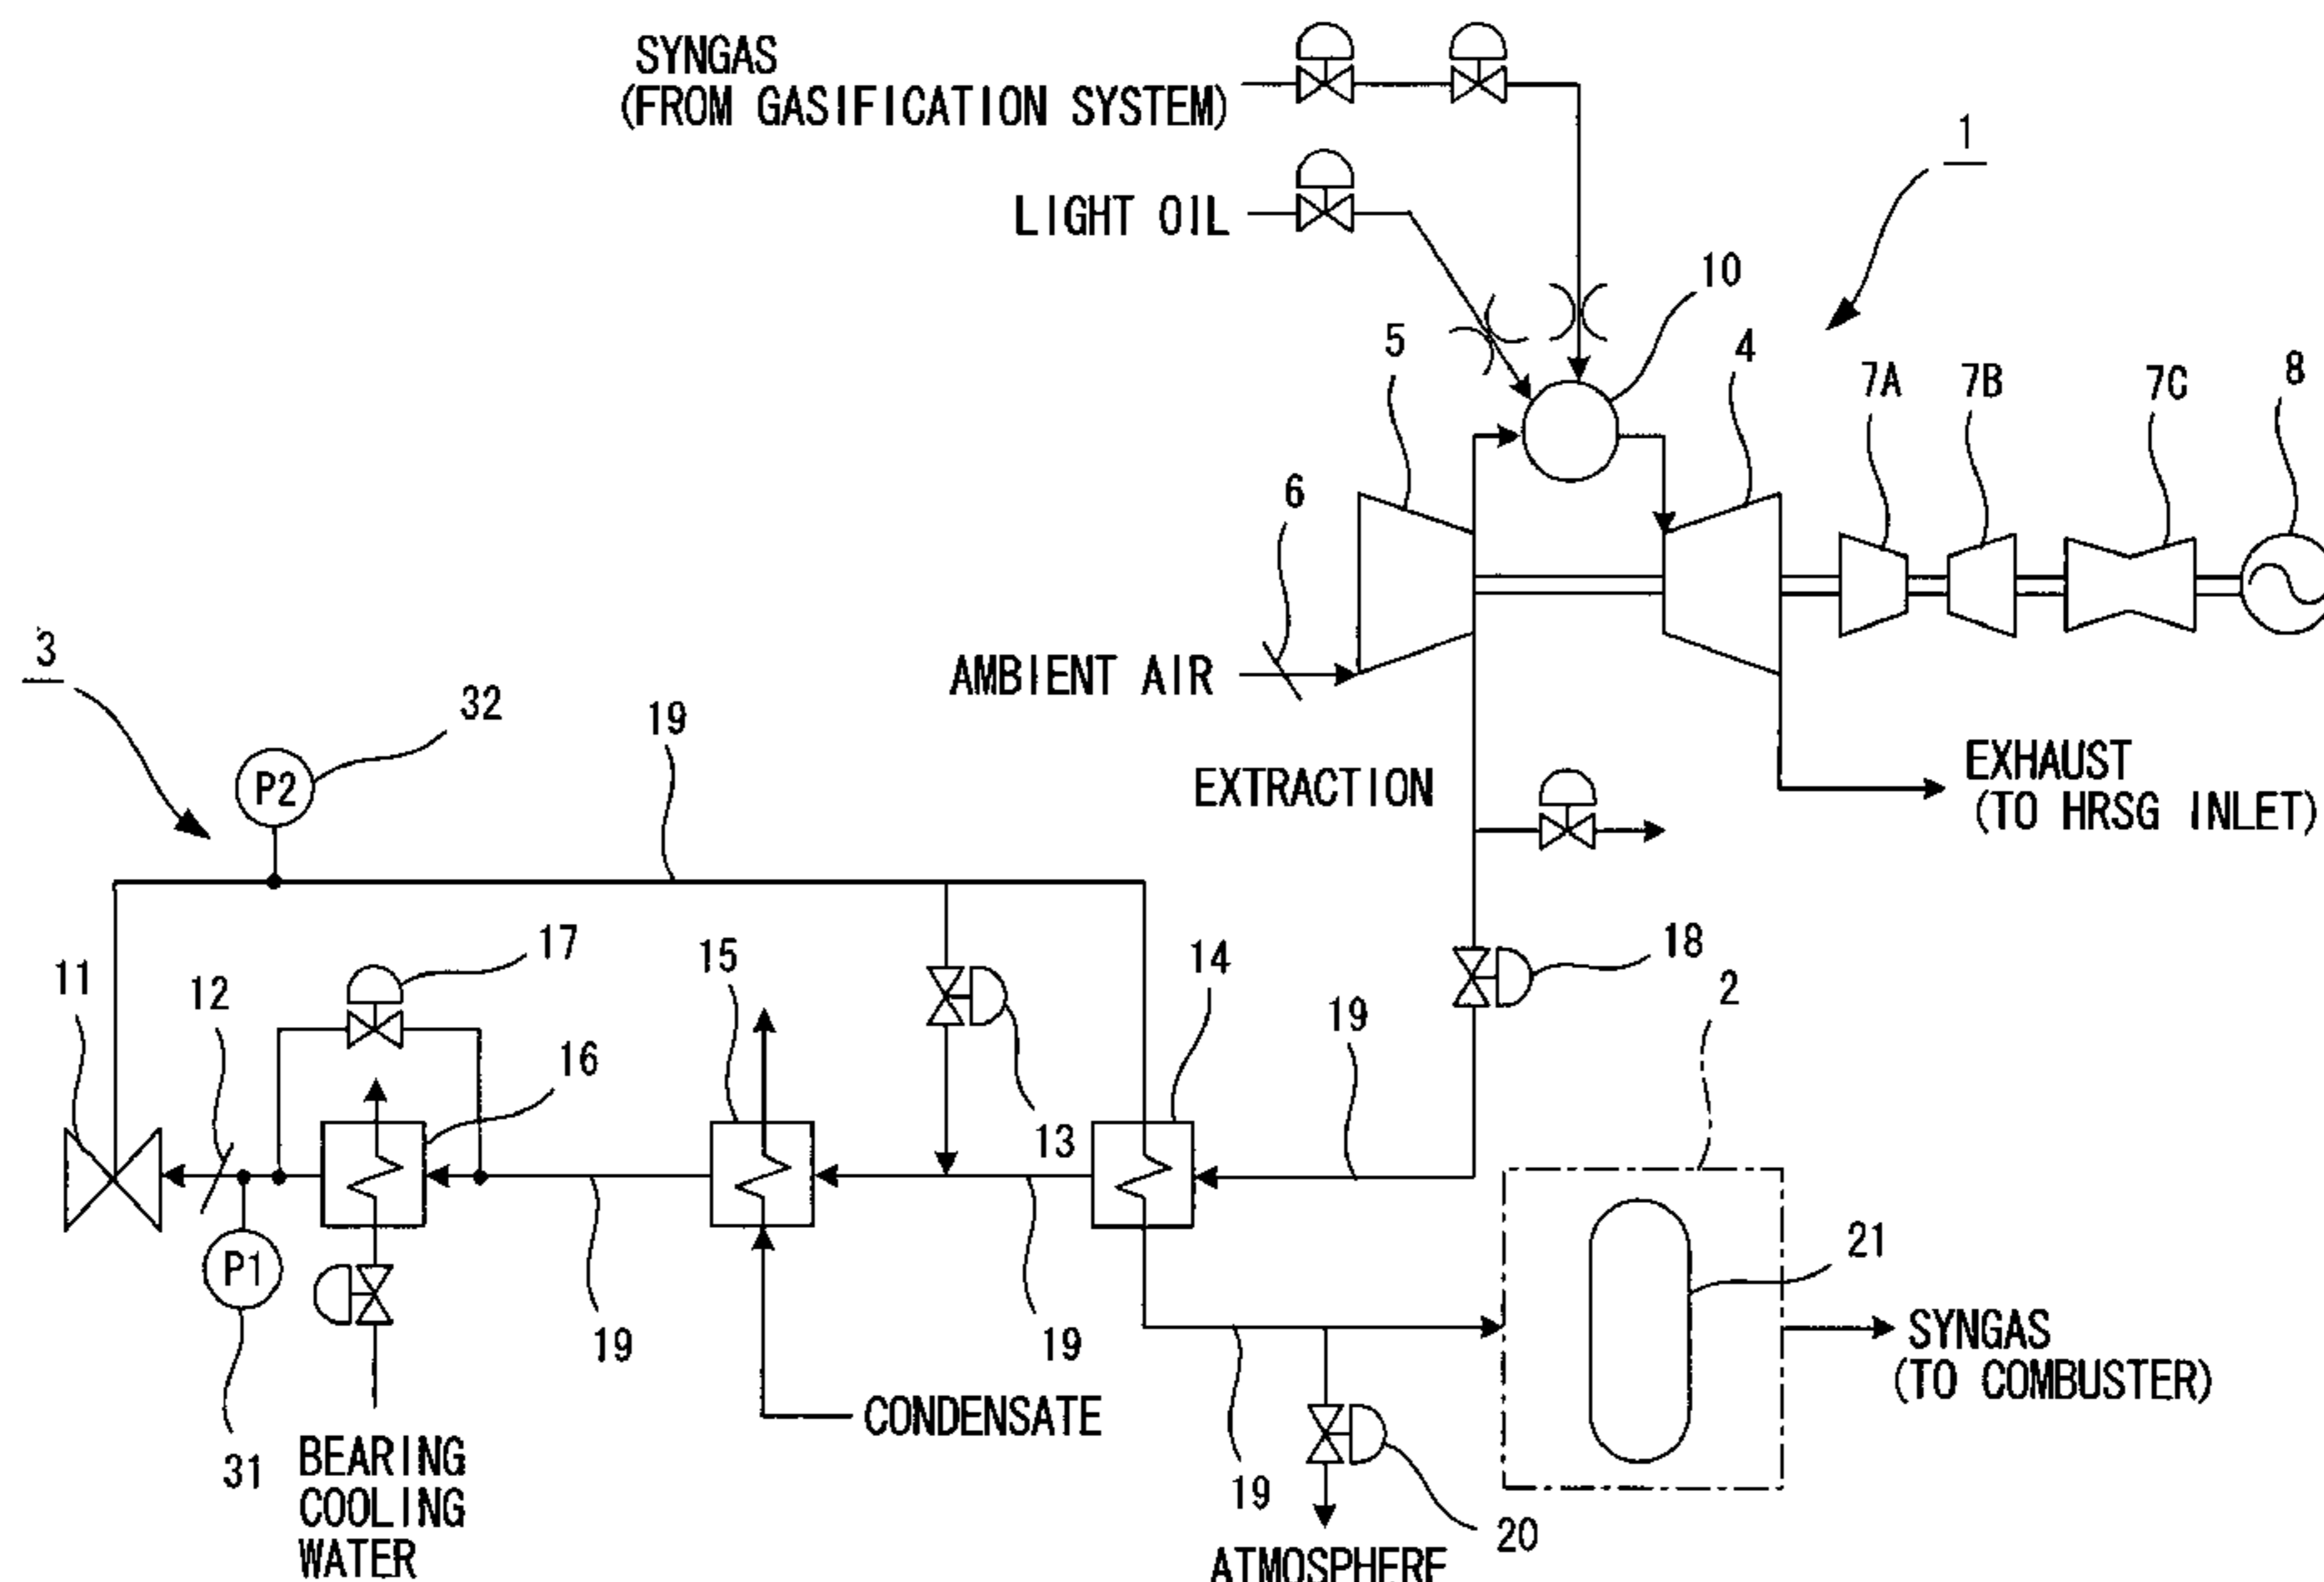 SYNGAS
(FROM GASIFICATION SYSTEM)
1
LIGHT OIL
10
5
4
7A
7B
7C
8
6
3
AMBIENT AIR
32
19
EXTRACTION
EXHAUST
(TO HRSG INLET)
P2
11
12
17
15
14
18
2
16
19
13
P1
21
19
19
SYNGAS
(TO COMBUSTER)
CONDENSATE
31
BEARING
COOLING
WATER
19
20
ATMOSPHERE